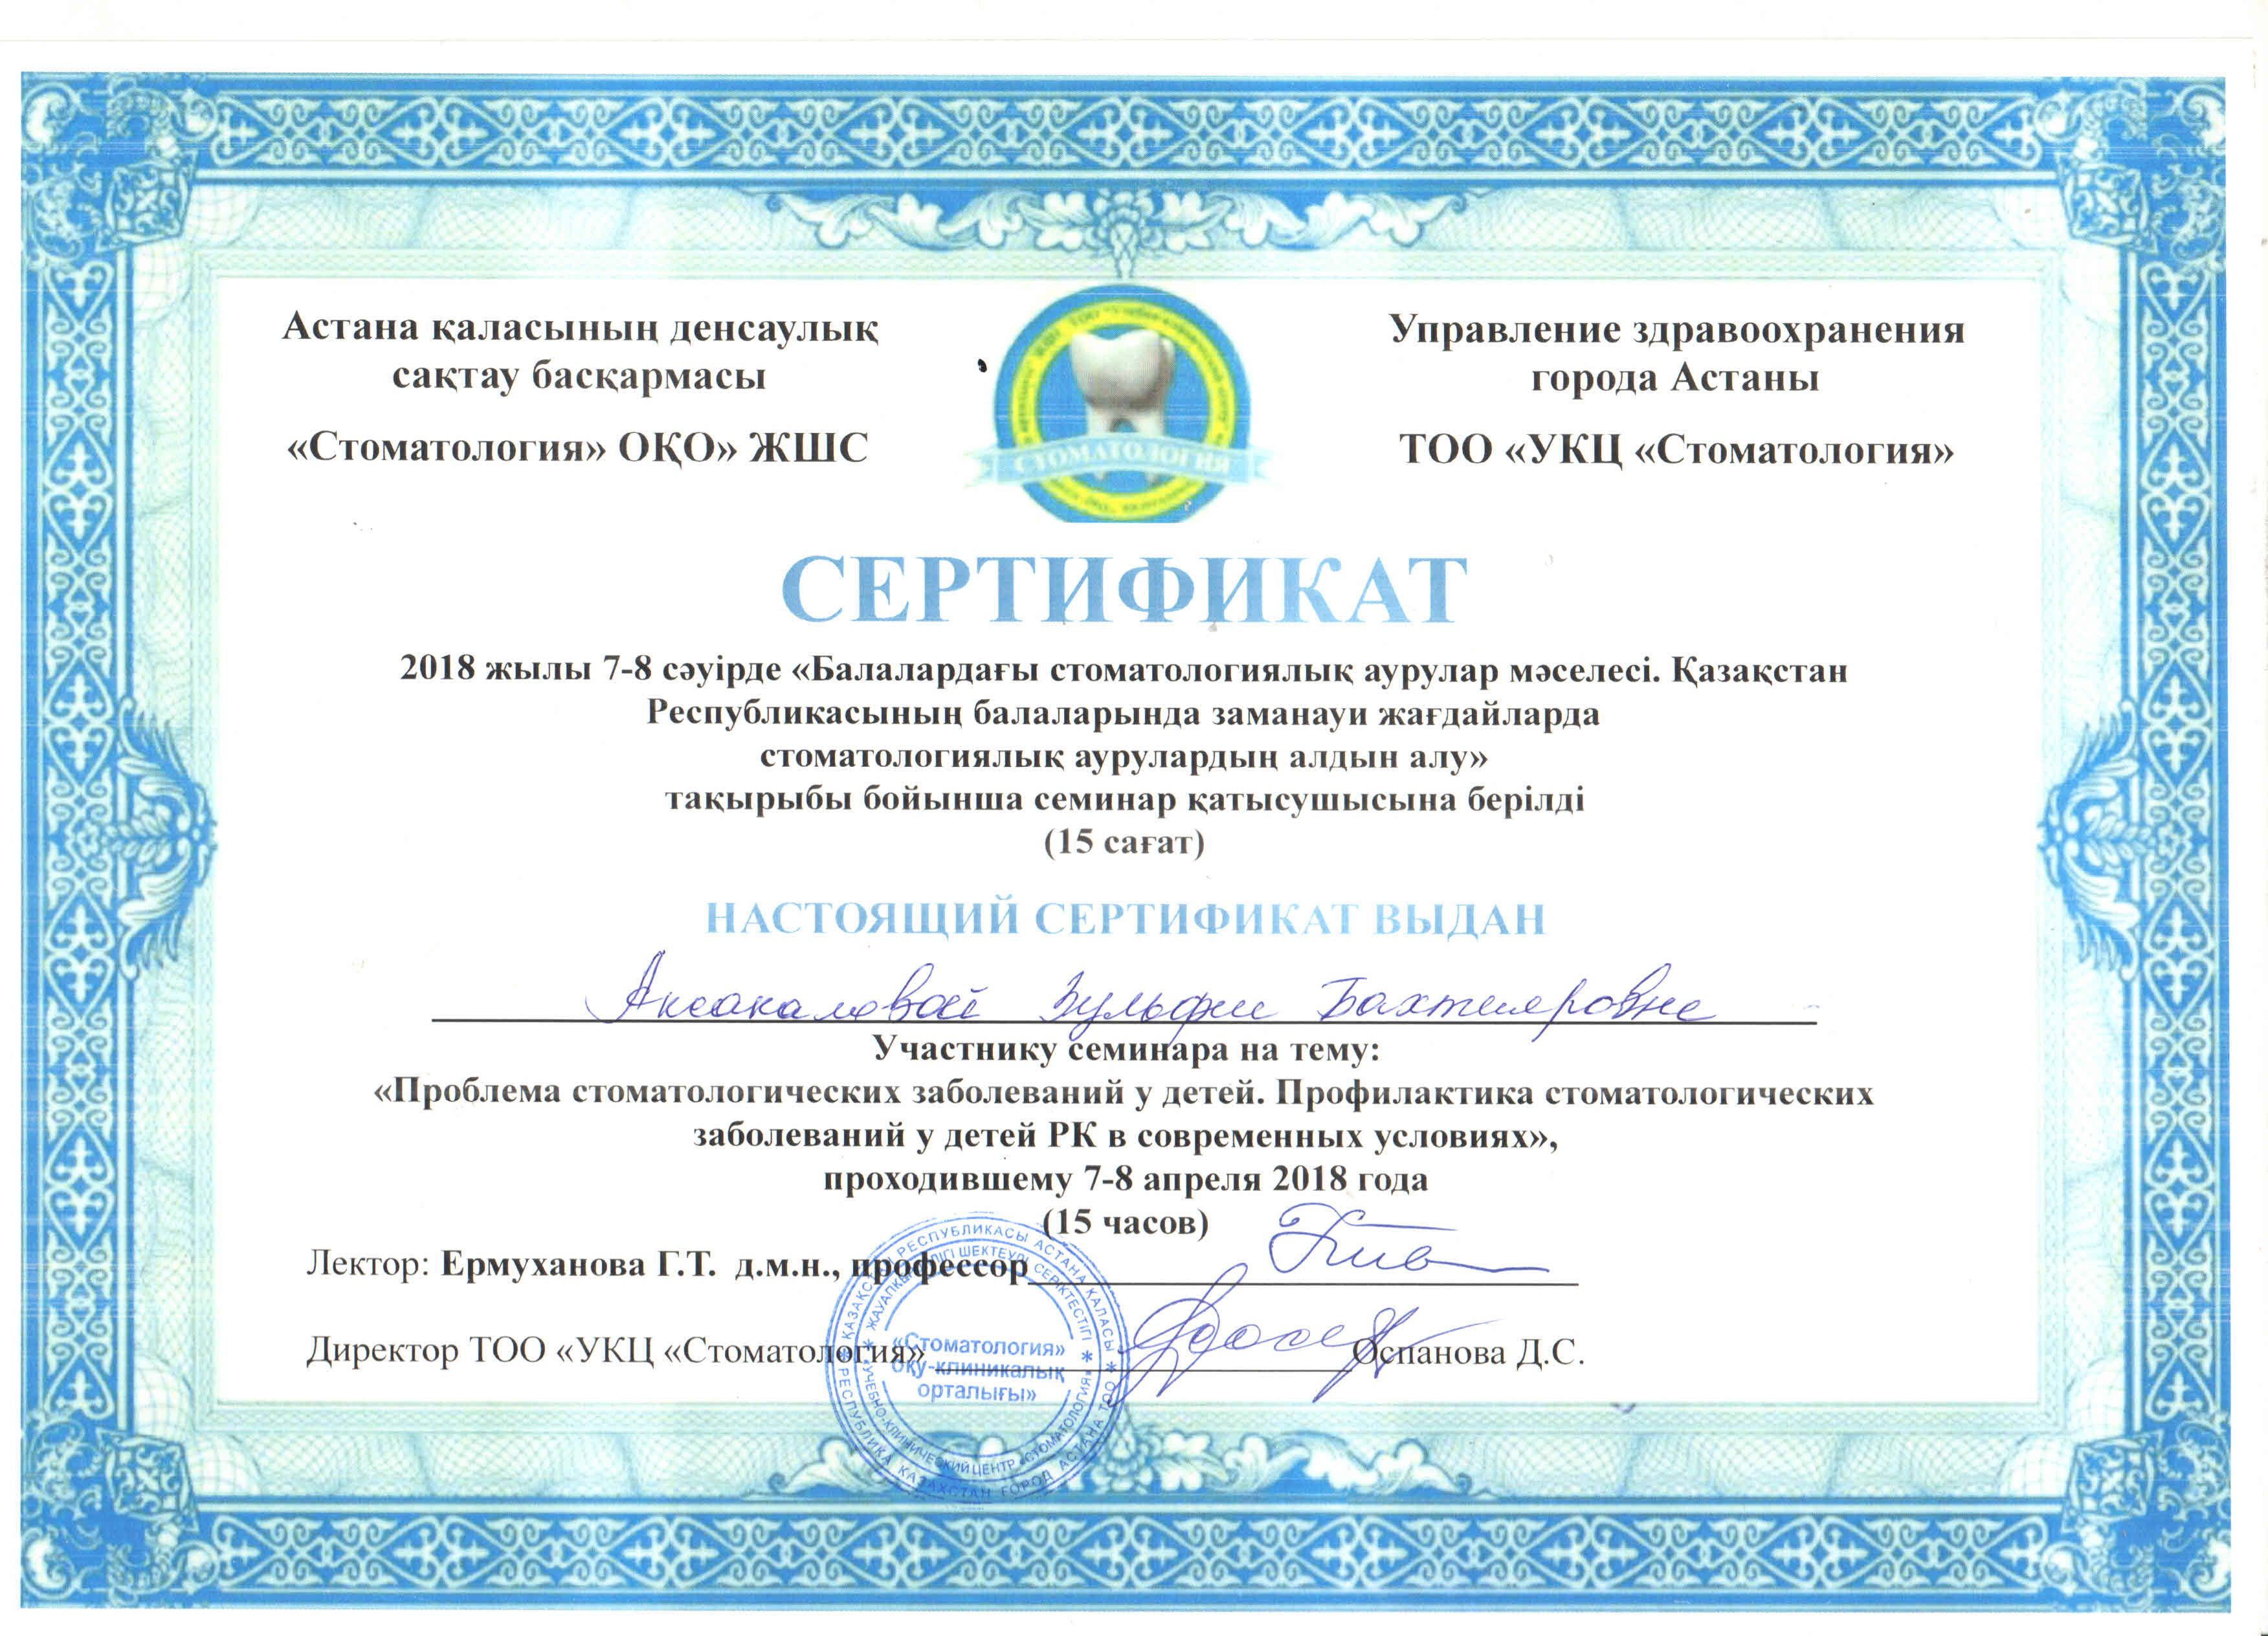 Астана қаласының денсаулық
сақтау басқармасы
«Стоматология» ОҚО» ЖШС
Управление здравоохранения
города Астаны
ТОО «УКЦ «Стоматология»
СТОМАТОЛОГИЯ
СЕРТИФИКАТ
2018 жылы 7-8 сәуірде «Балалардағы стоматологиялық аурулар мәселесі. Қазақстан
Республикасының балаларында заманауи жағдайларда
стоматологиялық аурулардың алдын алу»
тақырыбы бойынша семинар қатысушысына берілді
(15 сағат)
НАСТОЯЩИЙ СЕРТИФИКАТ ВЫДАН
Аксакаловой Зульфие Бахтияровне
Участнику семинара на тему:
«Проблема стоматологических заболеваний у детей. Профилактика стоматологических
заболеваний у детей РК в современных условиях»,
проходившему 7-8 апреля 2018 года
(15 часов)
Лектор: Ермуханова Г.Т. д.м.н., профессор
Директор ТОО «УКЦ «Стоматология» Оспанова Д.С.
ҚАЗАҚСТАН РЕСПУБЛИКАСЫ АСТАНА ҚАЛАСЫ
ЖАУАПКЕРШІЛІГІ ШЕКТЕУЛІ СЕРІКТЕСТІГІ
«Стоматология»
оқу-клиникалық
орталығы»
«УЧЕБНО-КЛИНИЧЕСКИЙ ЦЕНТР «СТОМАТОЛОГИЯ»
РЕСПУБЛИКА КАЗАХСТАН ГОРОД АСТАНА ТОО